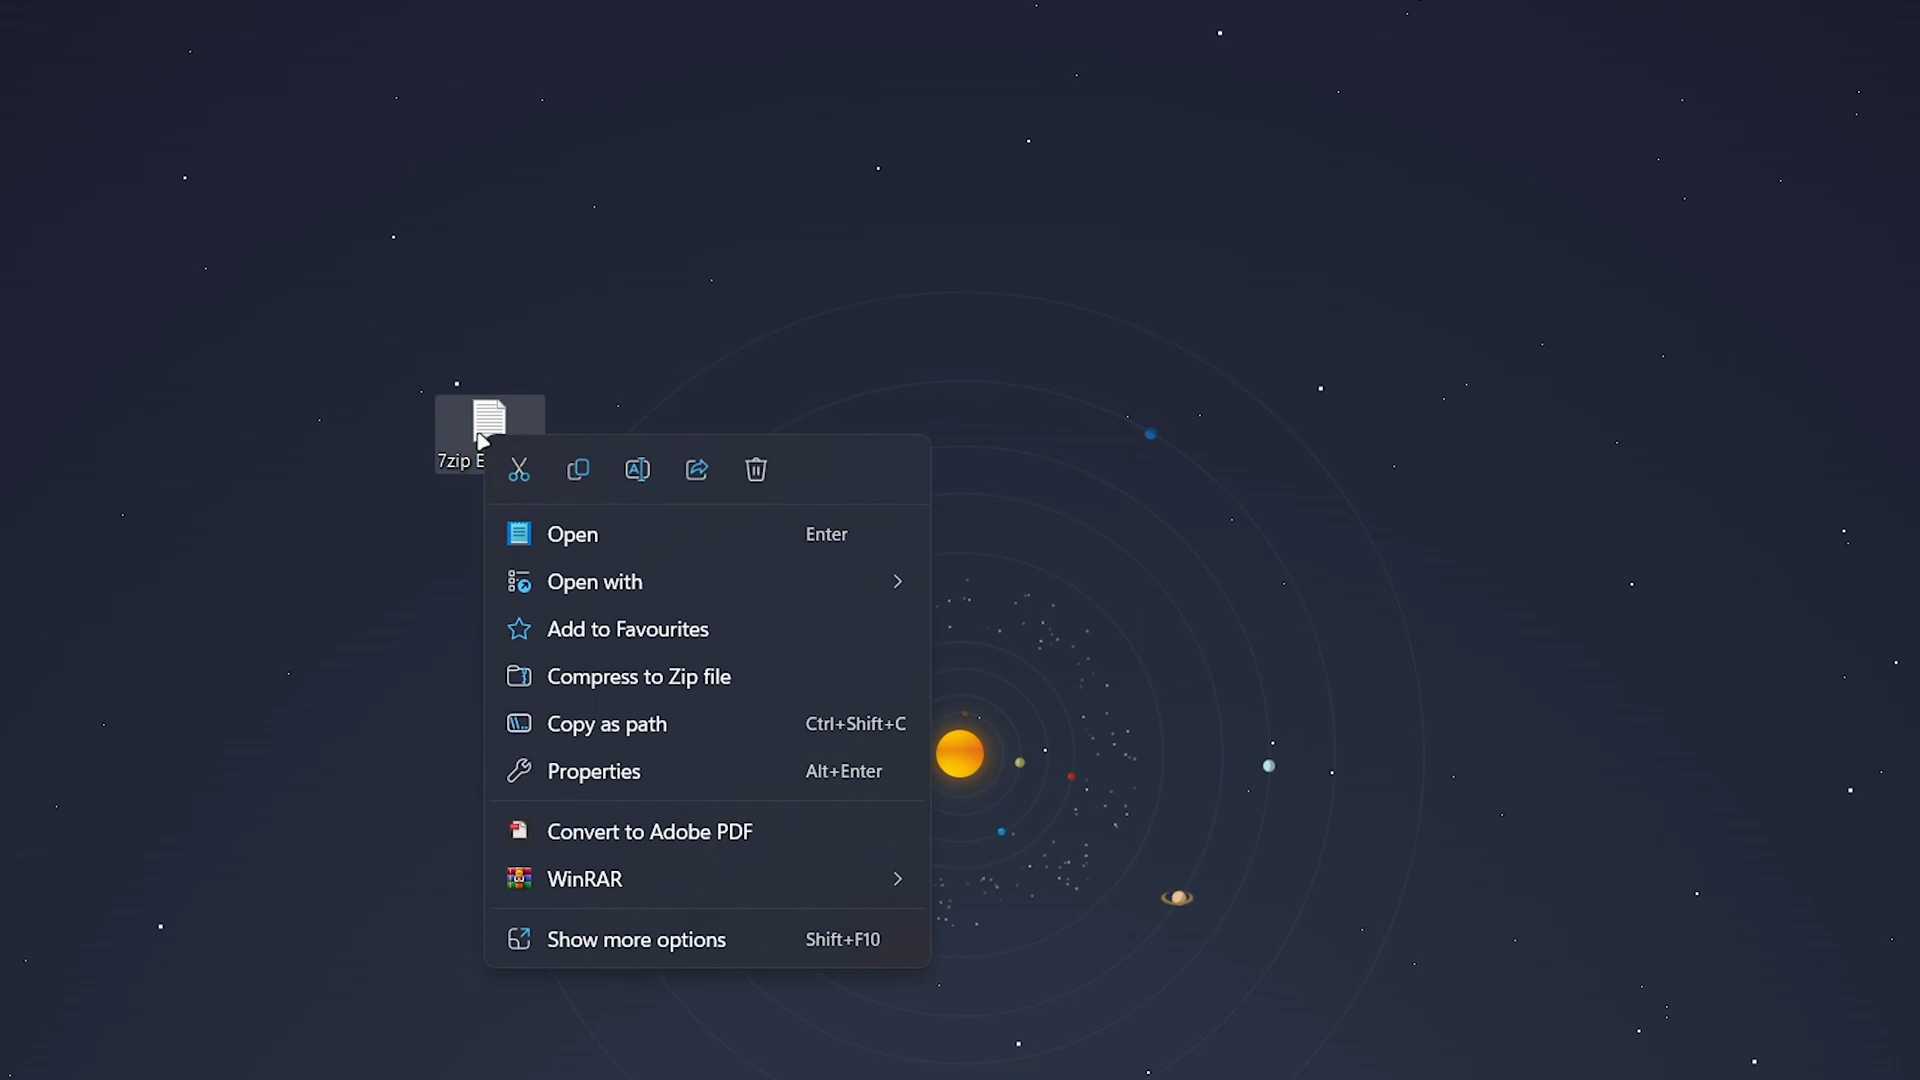 7zip
Open Enter
Open with
Add to Favourites
Compress to Zip file
Copy as path Ctrl+Shift+C
Properties Alt+Enter
Convert to Adobe PDF
WinRAR
Show more options Shift+F10